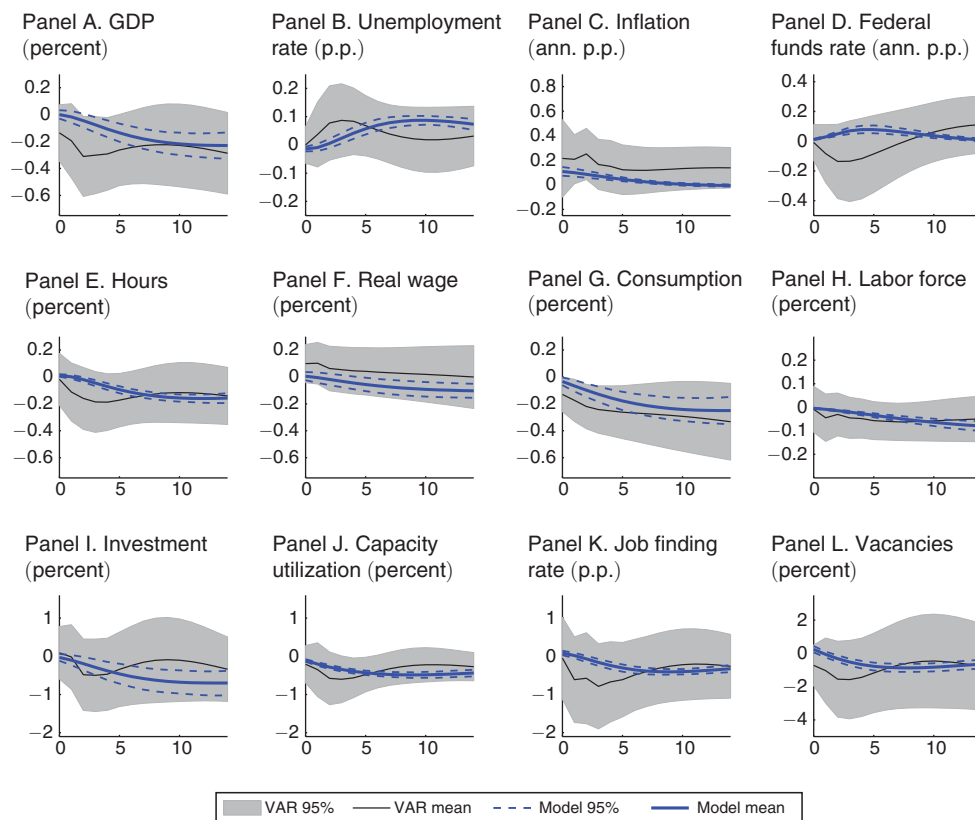 Panel A. GDP
(percent)
Panel B. Unemployment
rate (p.p.)
Panel C. Inflation
(ann. p.p.)
Panel D. Federal
funds rate (ann. p.p.)
0.2
0
−0.2
−0.4
−0.6
0 5 10
0.2
0.1
0
−0.1
−0.2
0 5 10
0.6
0.4
0.2
0
−0.2
0 5 10
0.4
0.2
0
−0.2
−0.4
0 5 10
Panel E. Hours
(percent)
Panel F. Real wage
(percent)
Panel G. Consumption
(percent)
Panel H. Labor force
(percent)
0.2
0
−0.2
−0.4
−0.6
0 5 10
0.2
0
−0.2
−0.4
−0.6
0 5 10
0.2
0
−0.2
−0.4
−0.6
0 5 10
0.2
0.1
0
−0.1
−0.2
0 5 10
Panel I. Investment
(percent)
Panel J. Capacity
utilization (percent)
Panel K. Job finding
rate (p.p.)
Panel L. Vacancies
(percent)
1
0
−1
−2
0 5 10
1
0
−1
−2
0 5 10
1
0
−1
−2
0 5 10
2
0
−2
−4
0 5 10
VAR 95% VAR mean Model 95% Model mean